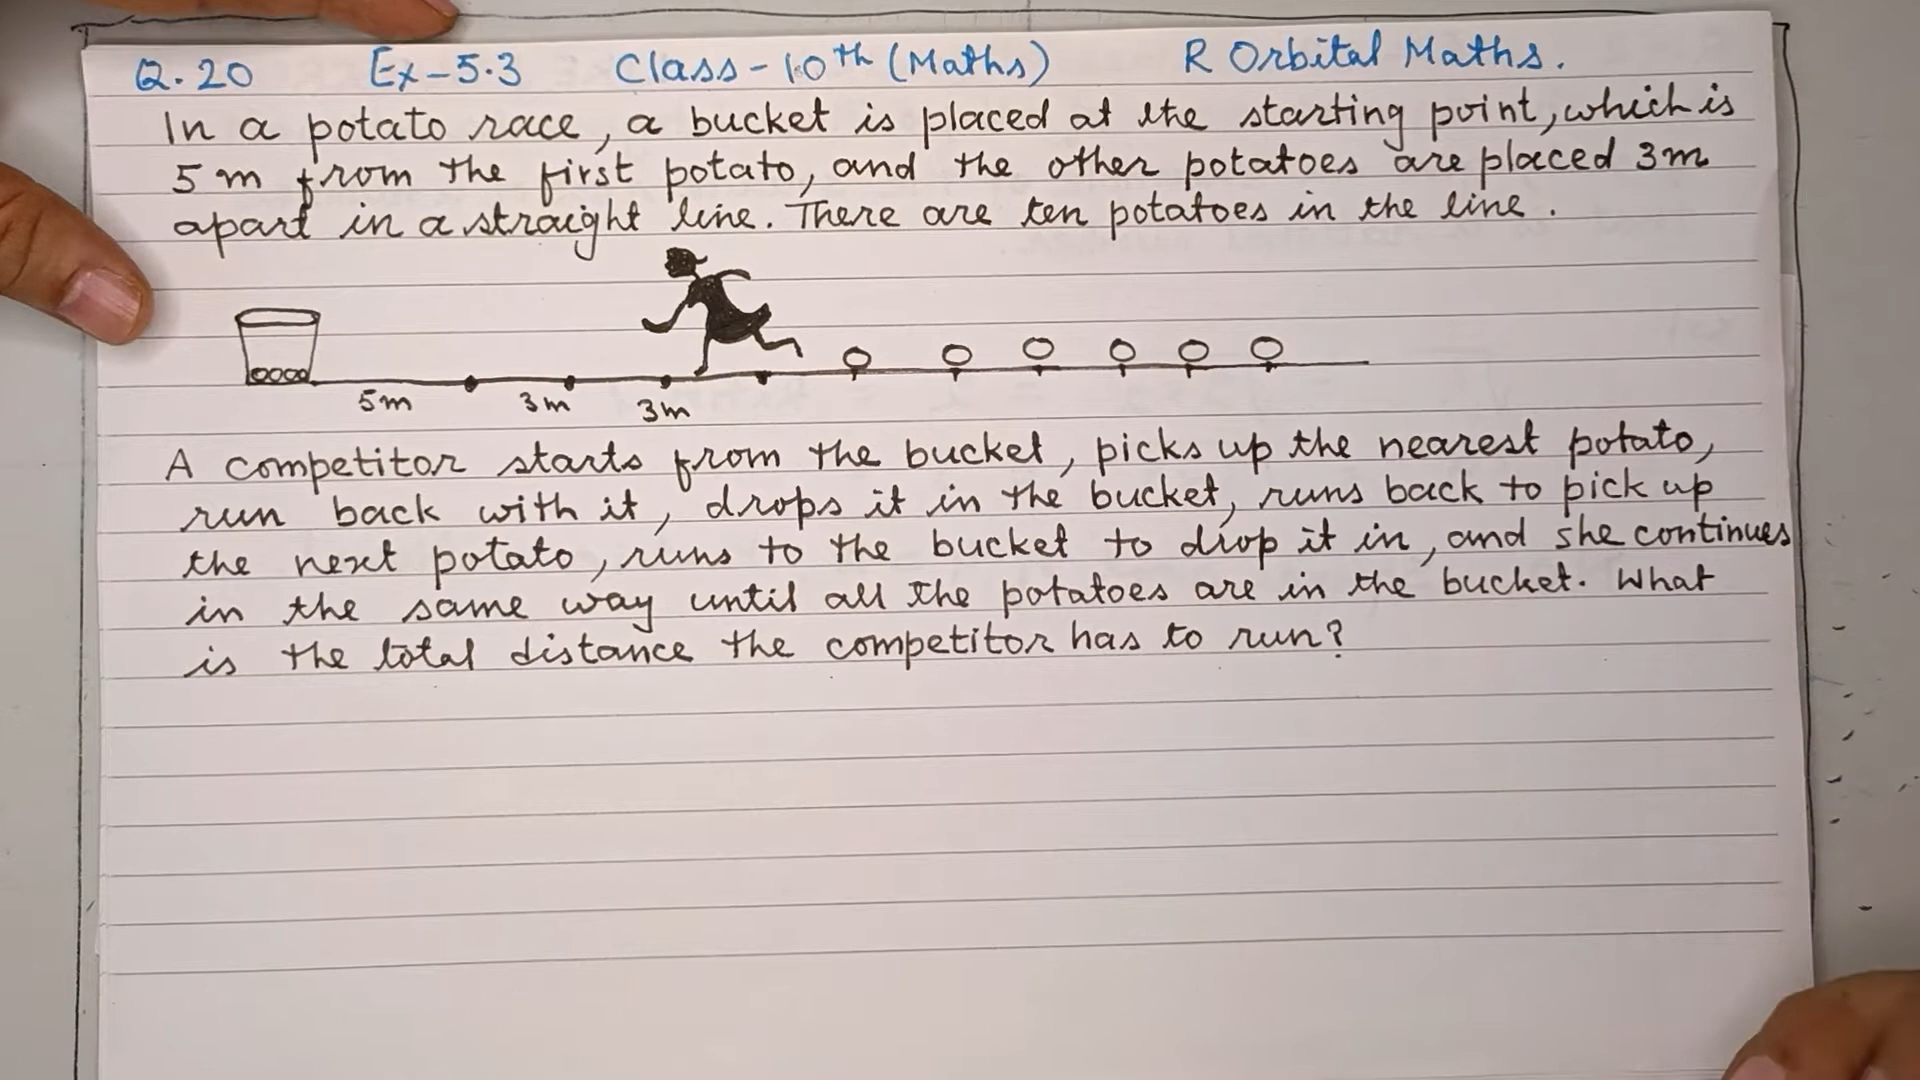 Q.20 Ex-5.3 Class-10th (Maths) R Orbital Maths.
In a potato race, a bucket is placed at the starting point, which is
5m from the first potato, and the other potatoes are placed 3m
apart in a straight line. There are ten potatoes in the line.
5m 3m 3m
A competitor starts from the bucket, picks up the nearest potato,
run back with it, drops it in the bucket, runs back to pick up
the next potato, runs to the bucket to drop it in, and she continues
in the same way until all the potatoes are in the bucket. What
is the total distance the competitor has to run?